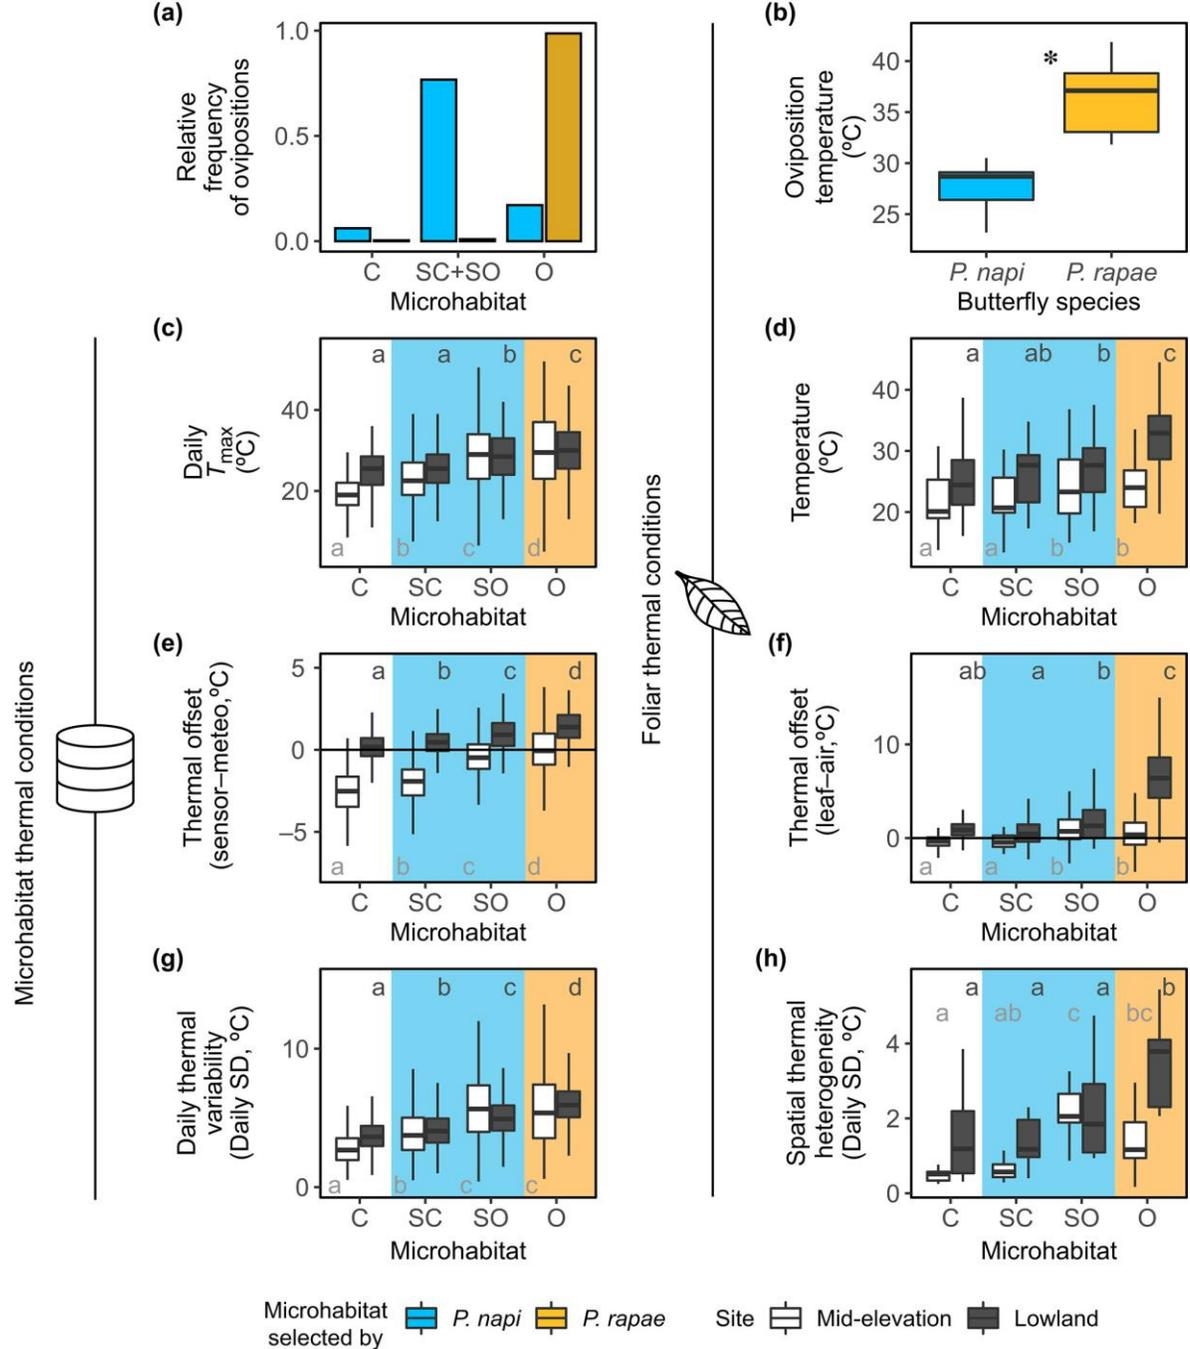 (a)
Relative
frequency
of ovipositions
1.0
0.5
0.0
C SC+SO O
Microhabitat
(b)
Oviposition
temperature
(ºC)
40
35
30
25
*
P. napi P. rapae
Butterfly species
Microhabitat thermal conditions
Foliar thermal conditions
(c)
Daily
Tmax
(ºC)
40
20
a a b c
a b c d
C SC SO O
Microhabitat
(d)
Temperature
(ºC)
40
30
20
a ab b c
a a b b
C SC SO O
Microhabitat
(e)
Thermal offset
(sensor–meteo,ºC)
5
0
–5
a b c d
a b c d
C SC SO O
Microhabitat
(f)
Thermal offset
(leaf–air,ºC)
10
0
ab a b c
a a b b
C SC SO O
Microhabitat
(g)
Daily thermal
variability
(Daily SD, ºC)
10
0
a b c d
a b c c
C SC SO O
Microhabitat
(h)
Spatial thermal
heterogeneity
(Daily SD, ºC)
4
2
0
a a a b
a ab c bc
C SC SO O
Microhabitat
Microhabitat
selected by
P. napi P. rapae
Site Mid-elevation Lowland